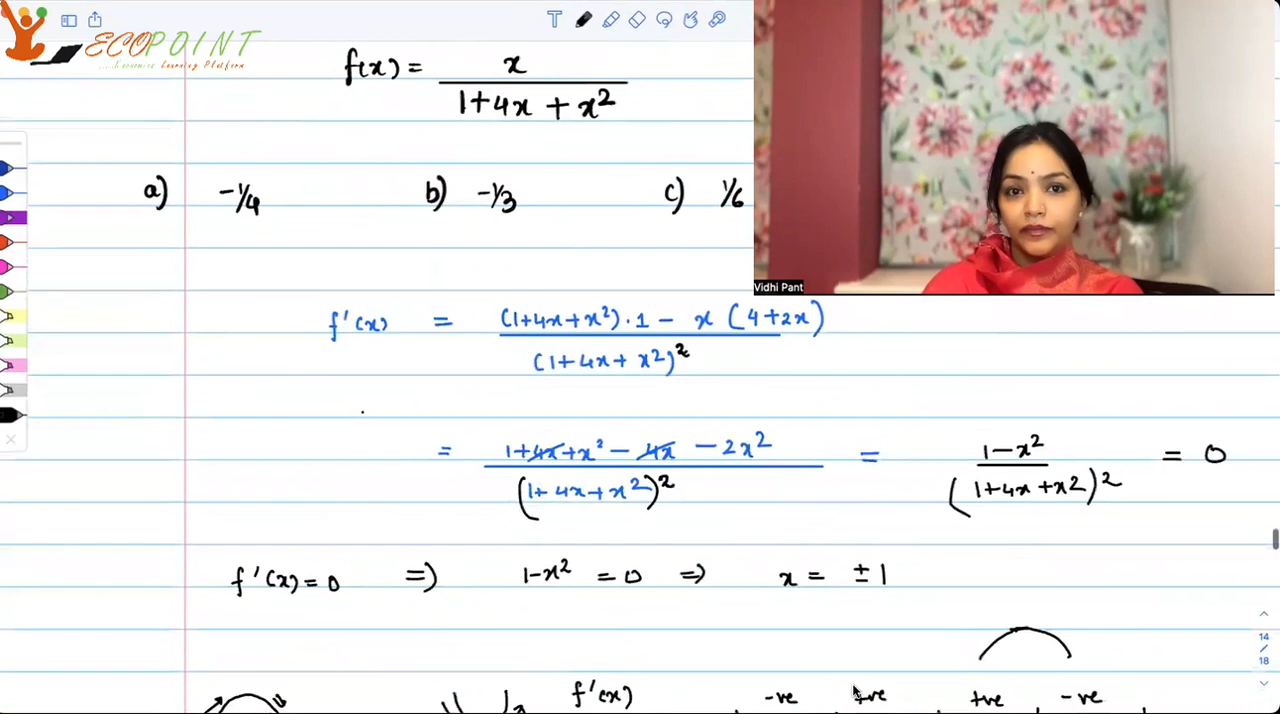 ECOPOINT
....Economics Learning Platform
f(x) = x / (1+4x + x²)
a) -1/4 b) -1/3 c) 1/6
Vidhi Pant
f'(x) = (1+4x+x²).1 - x (4+2x) / (1+4x+x²)²
= 1+4x+x² - 4x - 2x² / (1+4x+x²)² = 1-x² / (1+4x+x2)2 = 0
f'(x) = 0 => 1-x² = 0 => x = ± 1
14
18
f'(x) -ve +ve +ve -ve